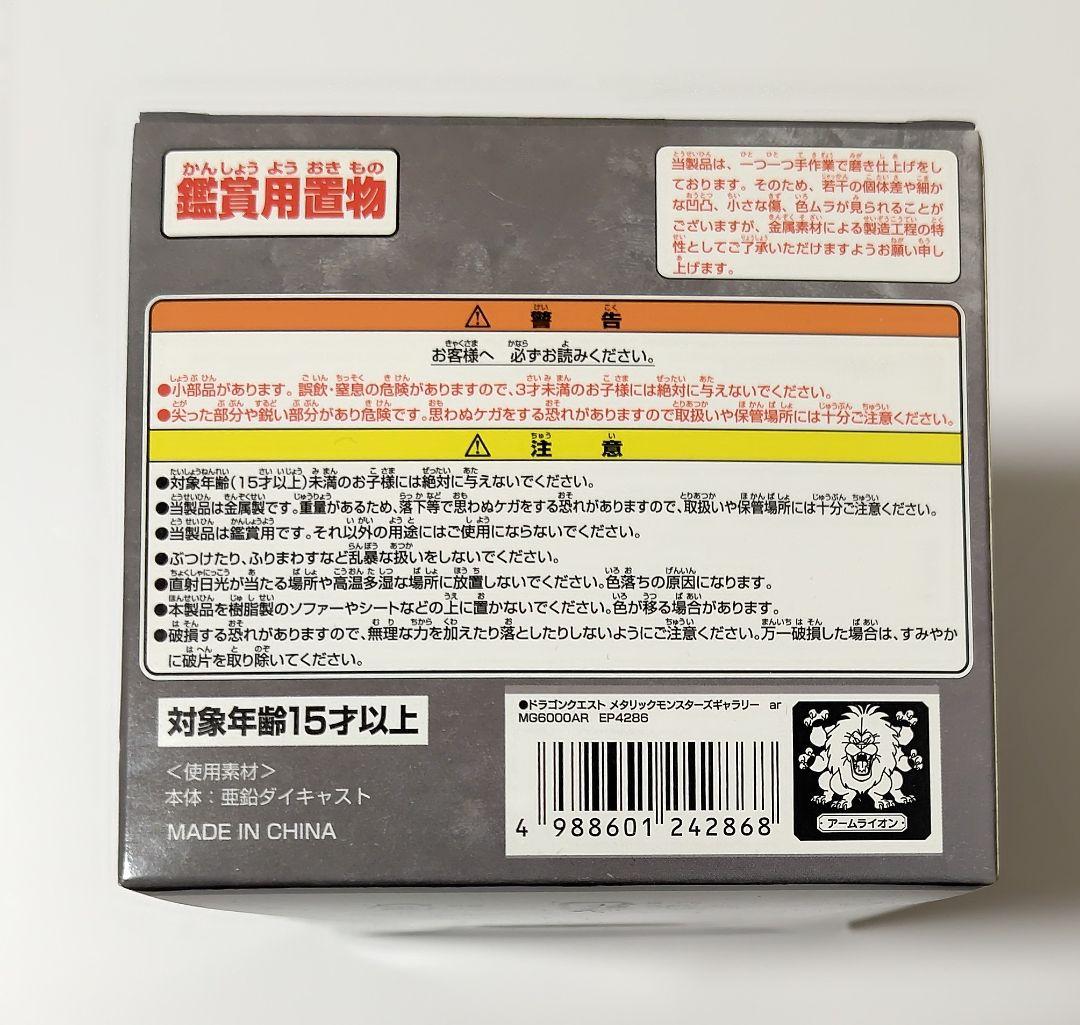 かんしょう よう おき もの
鑑賞用置物
当製品は、一つ一つ手作業で磨き仕上げをし
ております。そのため、若干の個体差や細か
な凹凸、小さな傷、色ムラが見られることが
ございますが、金属素材による製造工程の特
性としてご了承いただけますようお願い申し
上げます。
⚠ 警告
お客様へ 必ずお読みください。
●小部品があります。誤飲・窒息の危険がありますので、3才未満のお子様には絶対に与えないでください。
●尖った部分や鋭い部分があり危険です。思わぬケガをする恐れがありますので取扱いや保管場所には十分ご注意ください。
⚠ 注意
●対象年齢(15才以上)未満のお子様には絶対に与えないでください。
●当製品は金属製です。重量があるため、落下等で思わぬケガをする恐れがありますので、取扱いや保管場所には十分ご注意ください。
●当製品は鑑賞用です。それ以外の用途にはご使用にならないでください。
●ぶつけたり、ふりまわすなど乱暴な扱いをしないでください。
●直射日光が当たる場所や高温多湿な場所に放置しないでください。色落ちの原因になります。
●本製品を樹脂製のソファーやシートなどの上に置かないでください。色が移る場合があります。
●破損する恐れがありますので、無理な力を加えたり落としたりしないようにご注意ください。万一破損した場合は、すみやか
に破片を取り除いてください。
対象年齢15才以上
<使用素材>
本体：亜鉛ダイキャスト
MADE IN CHINA
●ドラゴンクエスト メタリックモンスターズギャラリー ar
MG6000AR EP4286
4 988601 242868
・アームライオン・